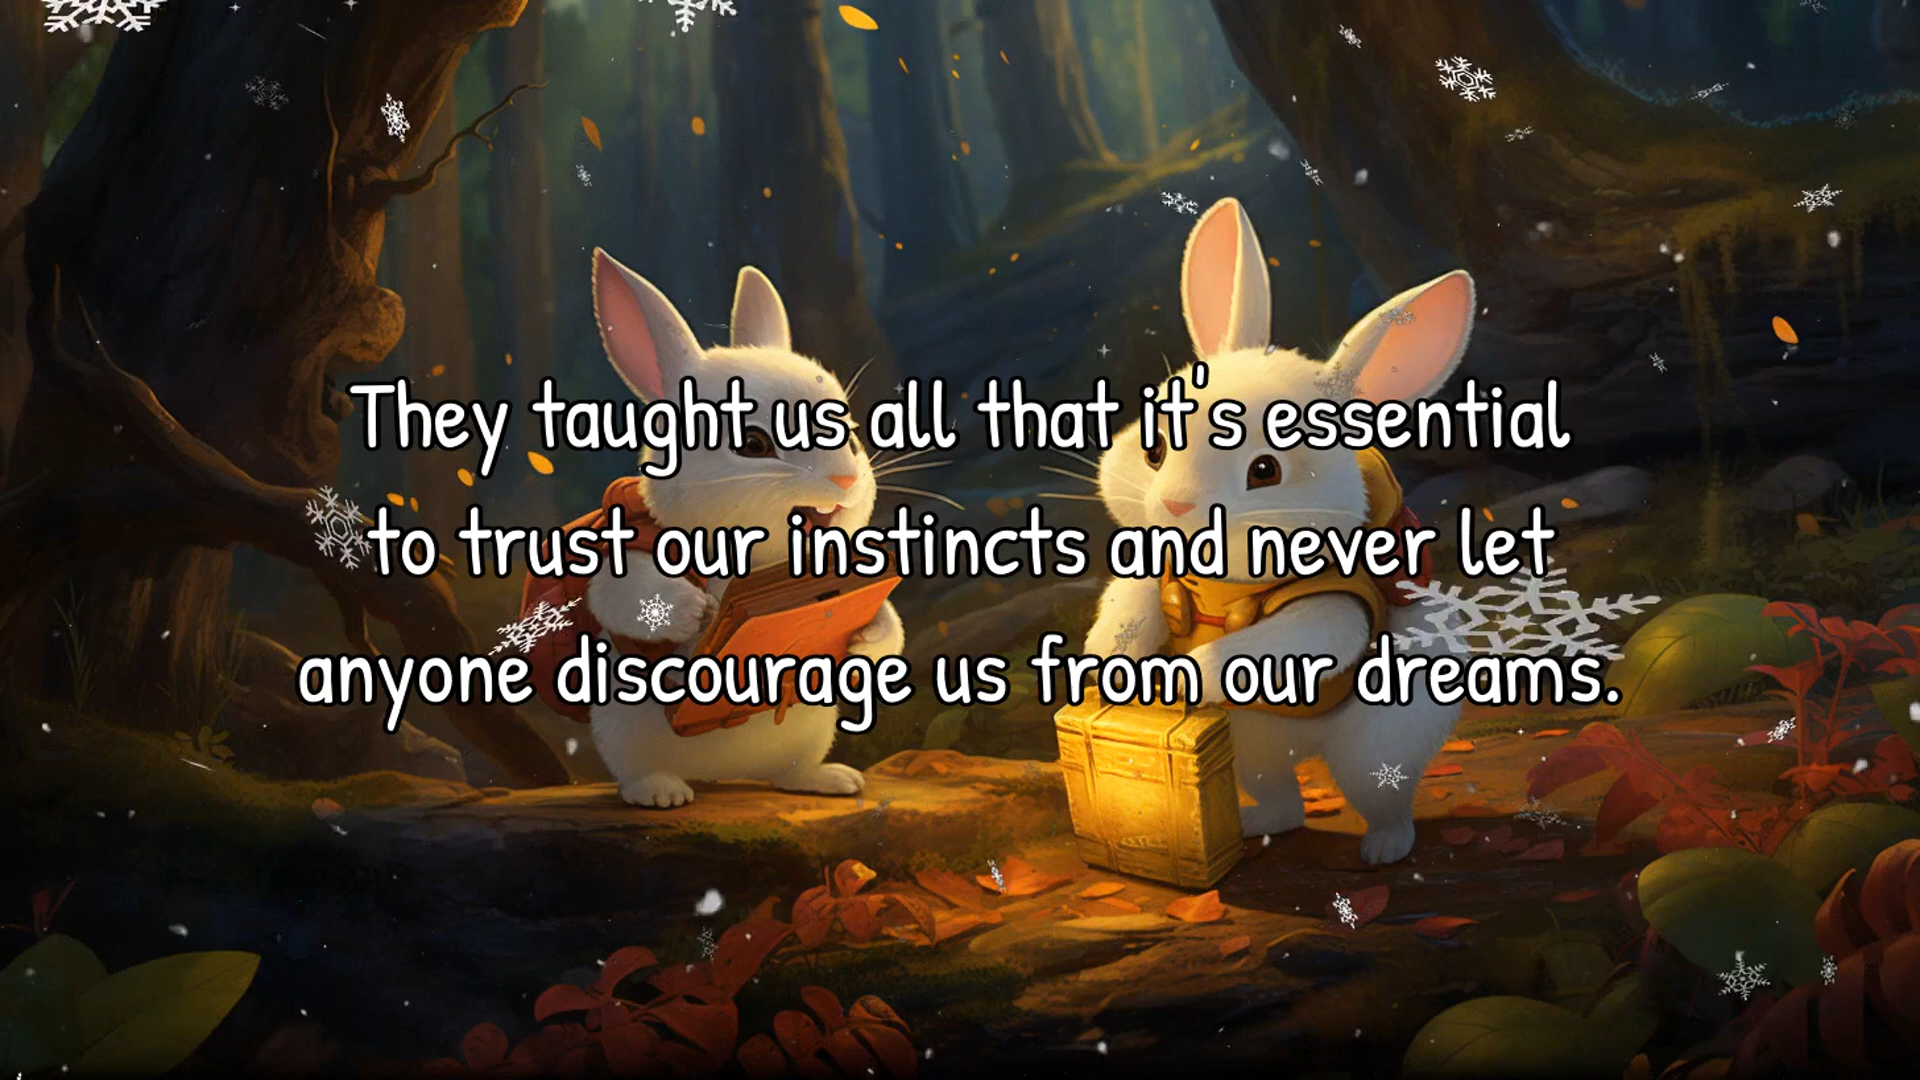 They taught us all that it's essential
to trust our instincts and never let
anyone discourage us from our dreams.